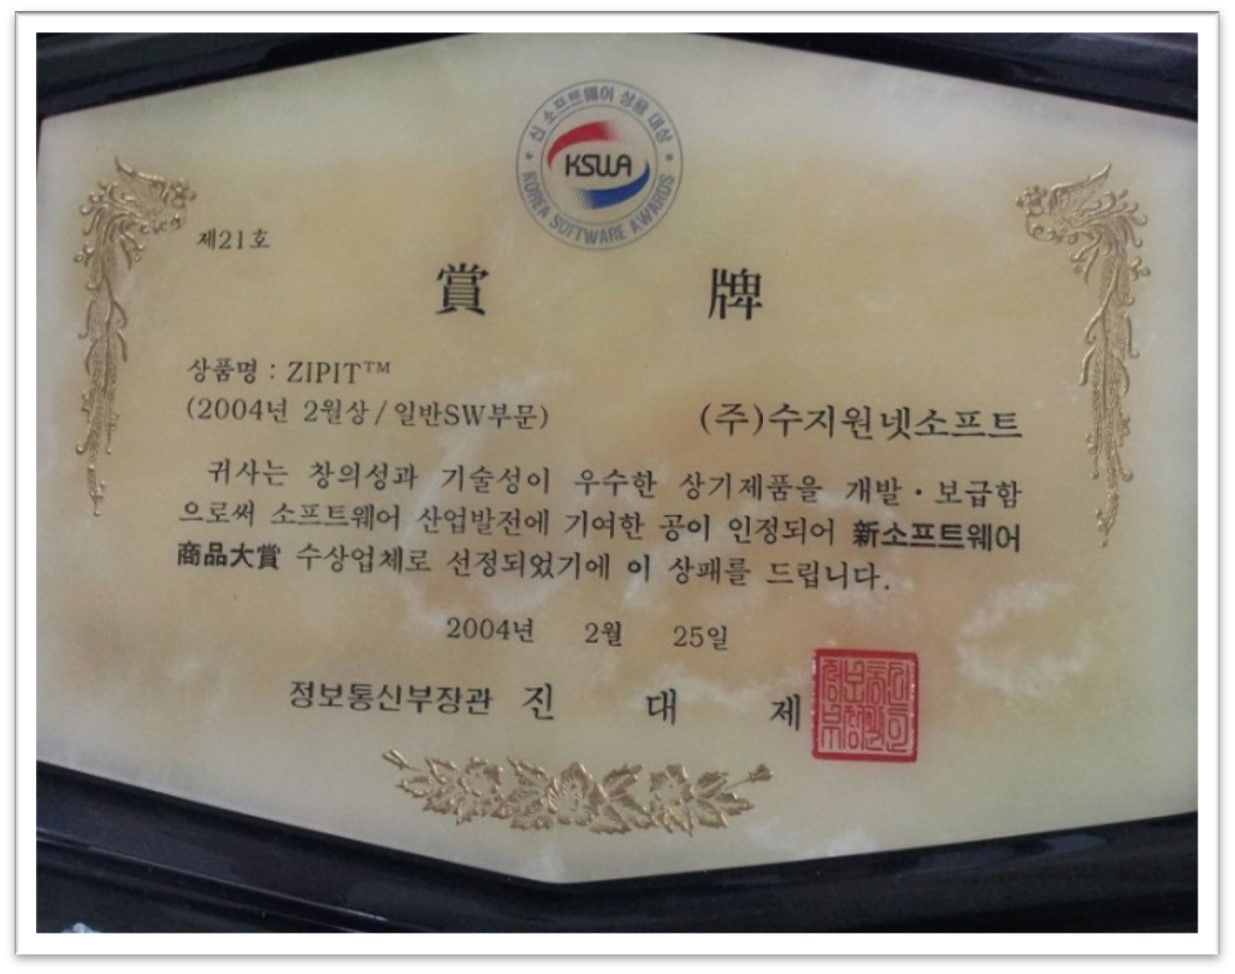 신 소프트웨어 상품 대상
KSWA
KOREA SOFTWARE AWARDS
제21호
賞 牌
상품명 : ZIPIT™
(2004년 2월상 / 일반SW부문)
(주)수지원넷소프트
귀사는 창의성과 기술성이 우수한 상기제품을 개발·보급함
으로써 소프트웨어 산업발전에 기여한 공이 인정되어 新소프트웨어
商品大賞 수상업체로 선정되었기에 이 상패를 드립니다.
2004년 2월 25일
정보통신부장관 진 대 제